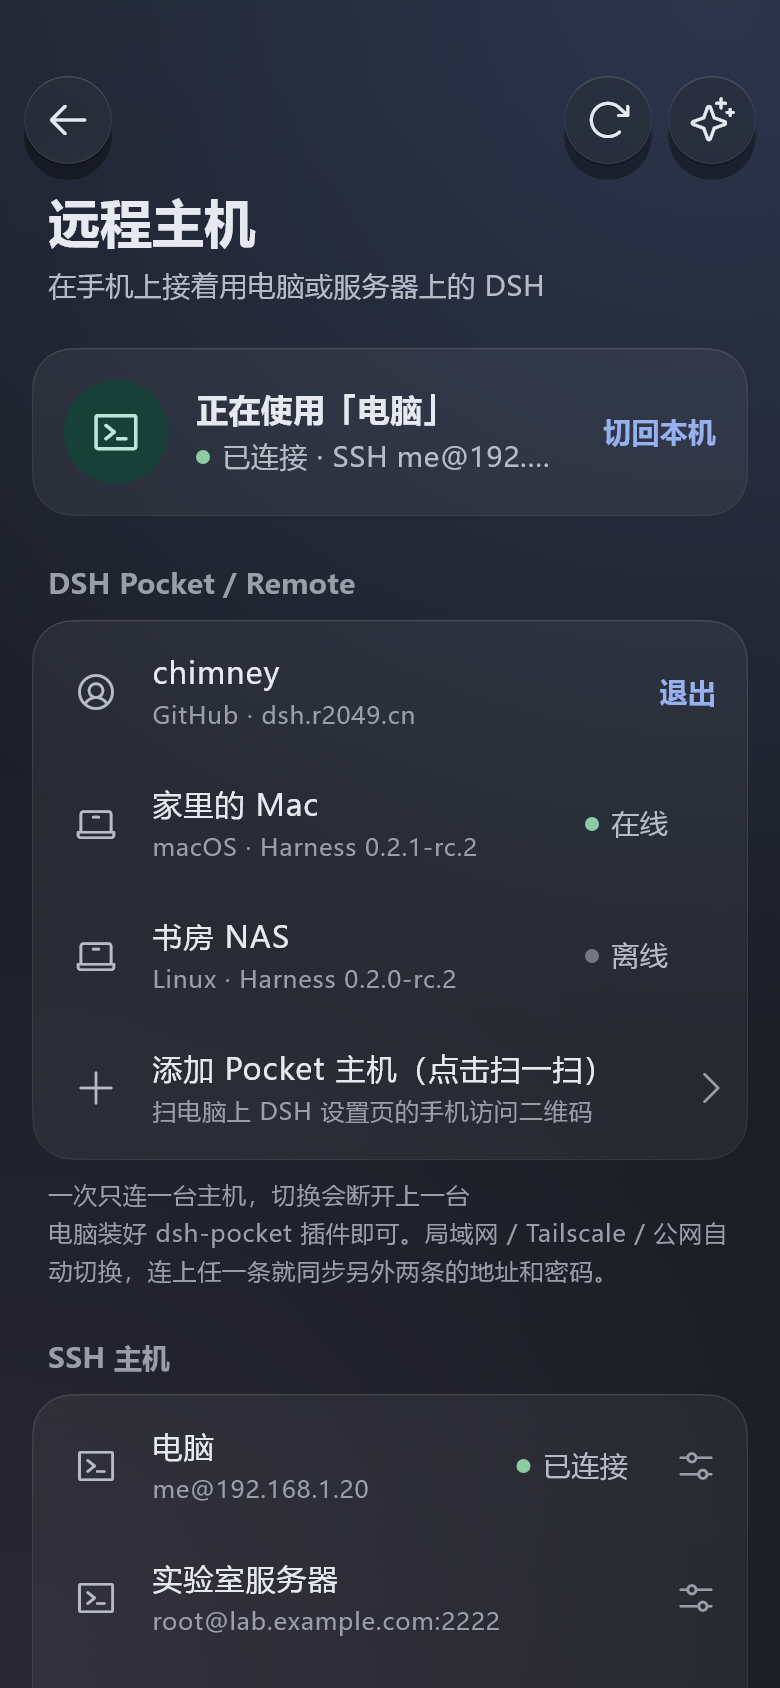 远程主机
在手机上接着用电脑或服务器上的 DSH
正在使用「电脑」
切回本机
已连接 · SSH me@192....
DSH Pocket / Remote
chimney
GitHub · dsh.r2049.cn
退出
家里的 Mac
macOS · Harness 0.2.1-rc.2
在线
书房 NAS
Linux · Harness 0.2.0-rc.2
离线
添加 Pocket 主机（点击扫一扫）
扫电脑上 DSH 设置页的手机访问二维码
一次只连一台主机，切换会断开上一台
电脑装好 dsh-pocket 插件即可。局域网 / Tailscale / 公网自
动切换，连上任一条就同步另外两条的地址和密码。
SSH 主机
电脑
me@192.168.1.20
已连接
实验室服务器
root@lab.example.com:2222